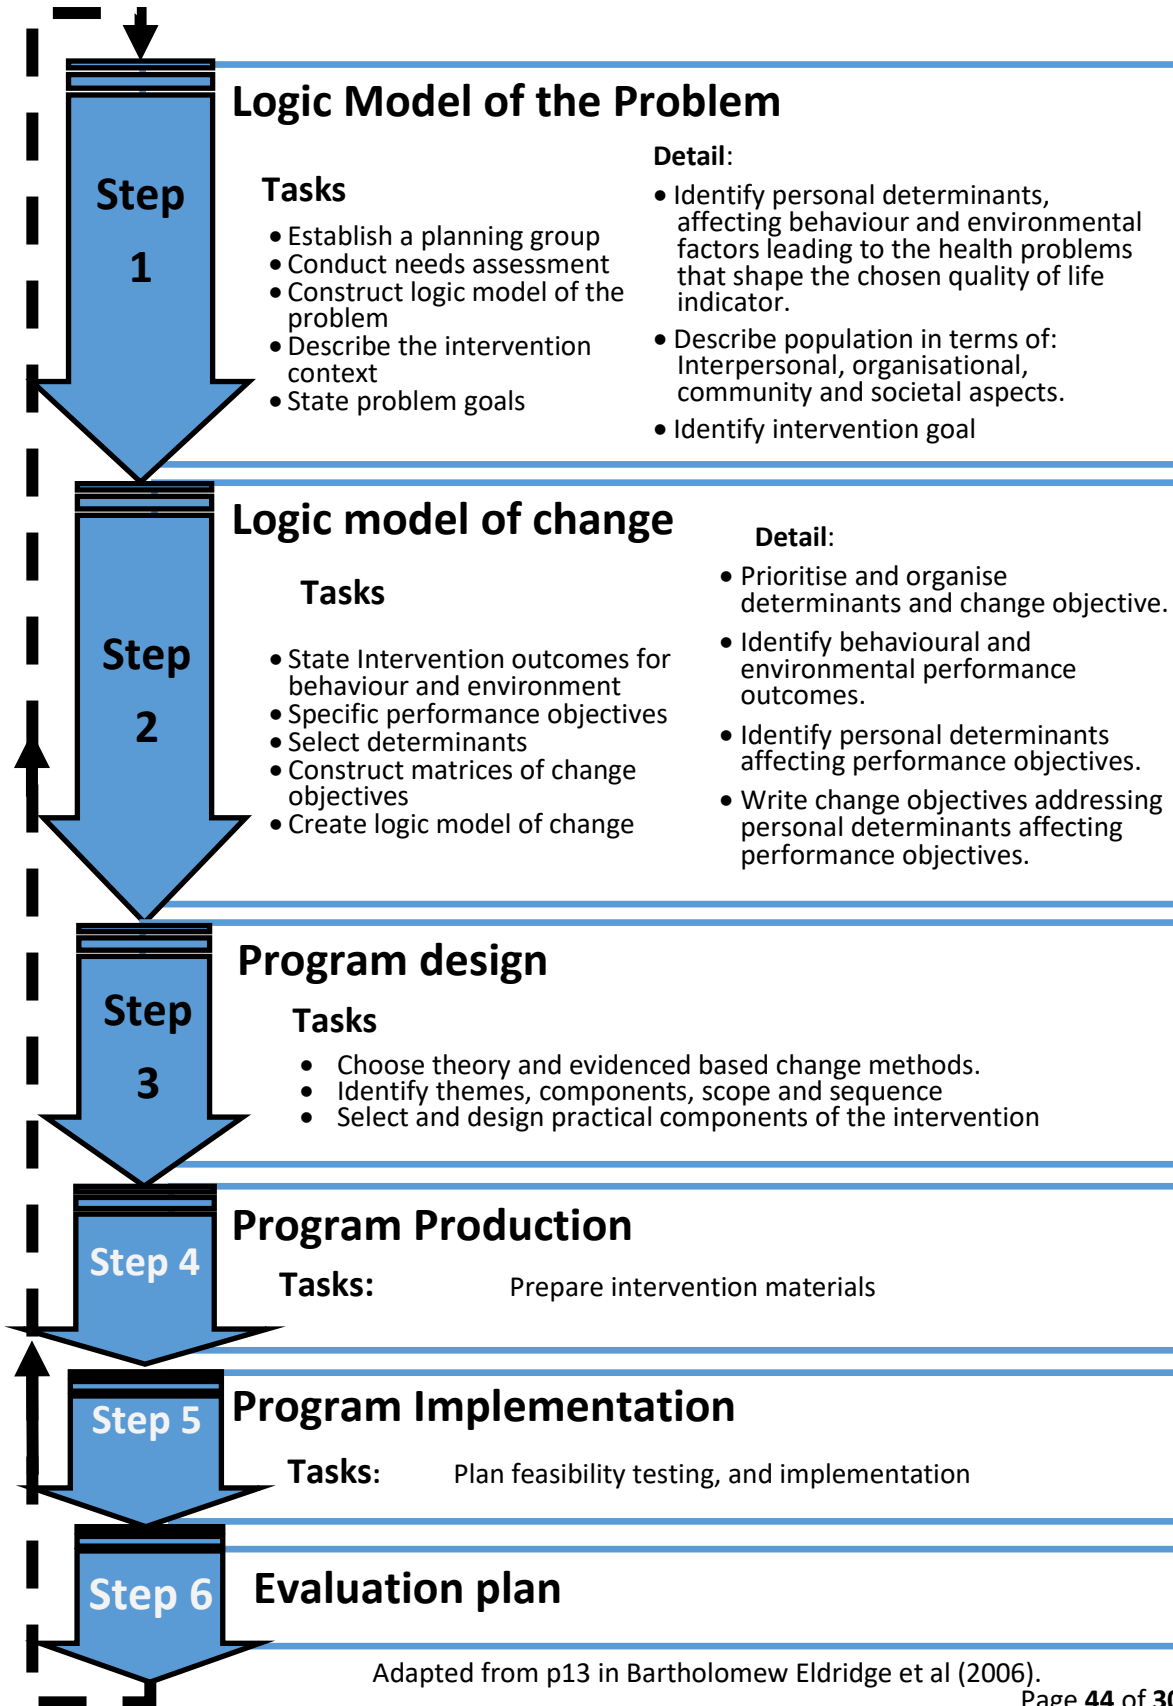 Logic Model of the Problem
Step
1
Tasks
• Establish a planning group
• Conduct needs assessment
• Construct logic model of the
problem
• Describe the intervention
context
• State problem goals
Detail:
• Identify personal determinants,
affecting behaviour and environmental
factors leading to the health problems
that shape the chosen quality of life
indicator.
• Describe population in terms of:
Interpersonal, organisational,
community and societal aspects.
• Identify intervention goal
Logic model of change
Step
2
Tasks
• State Intervention outcomes for
behaviour and environment
• Specific performance objectives
• Select determinants
• Construct matrices of change
objectives
• Create logic model of change
Detail:
• Prioritise and organise
determinants and change objective.
• Identify behavioural and
environmental performance
outcomes.
• Identify personal determinants
affecting performance objectives.
• Write change objectives addressing
personal determinants affecting
performance objectives.
Program design
Step
3
Tasks
• Choose theory and evidenced based change methods.
• Identify themes, components, scope and sequence
• Select and design practical components of the intervention
Program Production
Step 4
Tasks: Prepare intervention materials
Program Implementation
Step 5
Tasks: Plan feasibility testing, and implementation
Step 6
Evaluation plan
Adapted from p13 in Bartholomew Eldridge et al (2006).
Page 44 of